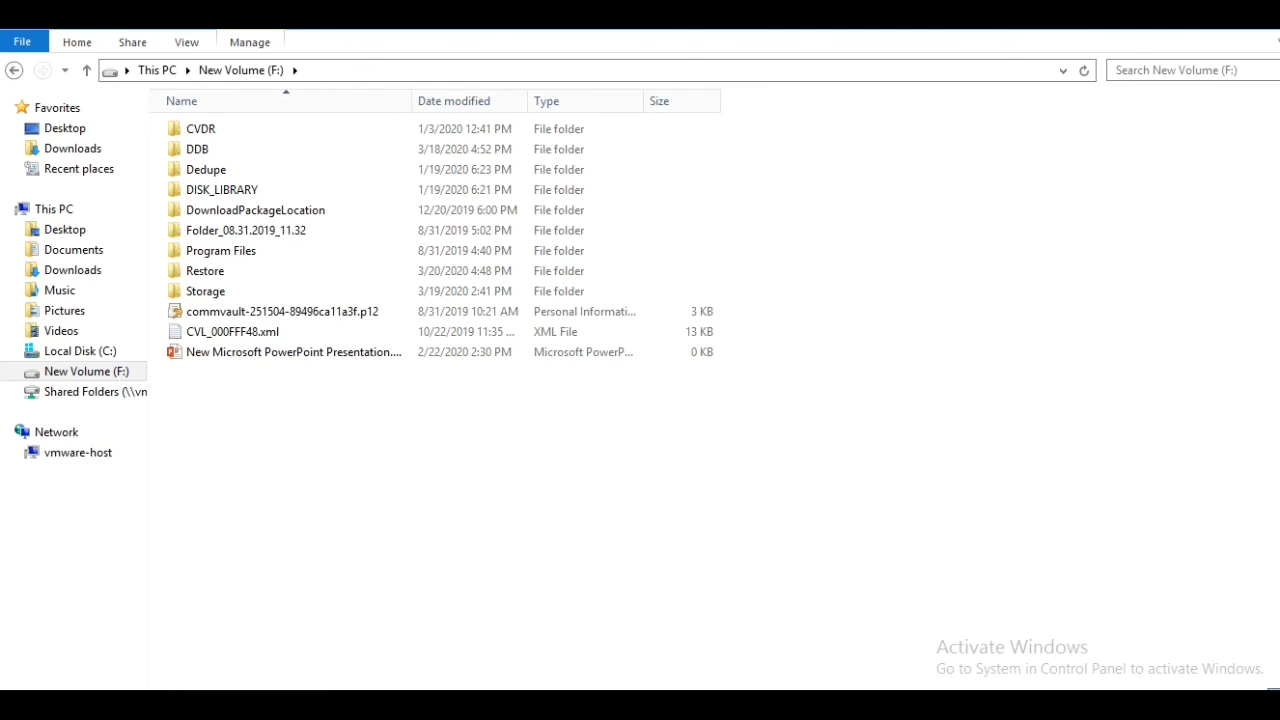 File Home Share View Manage
This PC New Volume (F:) Search New Volume (F:)
Name Date modified Type Size
Favorites
Desktop
Downloads
Recent places
This PC
Desktop
Documents
Downloads
Music
Pictures
Videos
Local Disk (C:)
New Volume (F:)
Shared Folders (\\vn
Network
vmware-host
CVDR 1/3/2020 12:41 PM File folder
DDB 3/18/2020 4:52 PM File folder
Dedupe 1/19/2020 6:23 PM File folder
DISK_LIBRARY 1/19/2020 6:21 PM File folder
DownloadPackageLocation 12/20/2019 6:00 PM File folder
Folder_08.31.2019_11.32 8/31/2019 5:02 PM File folder
Program Files 8/31/2019 4:40 PM File folder
Restore 3/20/2020 4:48 PM File folder
Storage 3/19/2020 2:41 PM File folder
commvault-251504-89496ca11a3f.p12 8/31/2019 10:21 AM Personal Informati... 3 KB
CVL_000FFF48.xml 10/22/2019 11:35 ... XML File 13 KB
New Microsoft PowerPoint Presentation.... 2/22/2020 2:30 PM Microsoft PowerP... 0 KB
Activate Windows
Go to System in Control Panel to activate Windows.